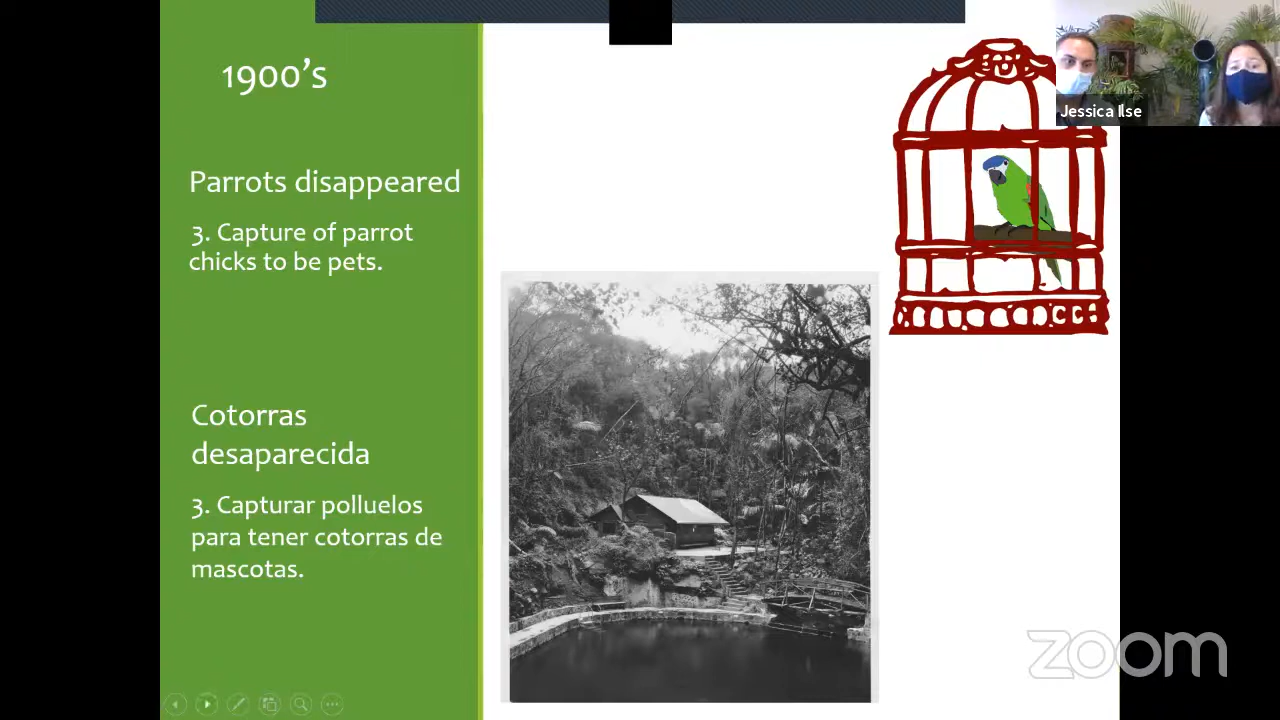 1900’s
Parrots disappeared
3. Capture of parrot
chicks to be pets.
Cotorras
desaparecida
3. Capturar polluelos
para tener cotorras de
mascotas.
Jessica Ilse
zoom